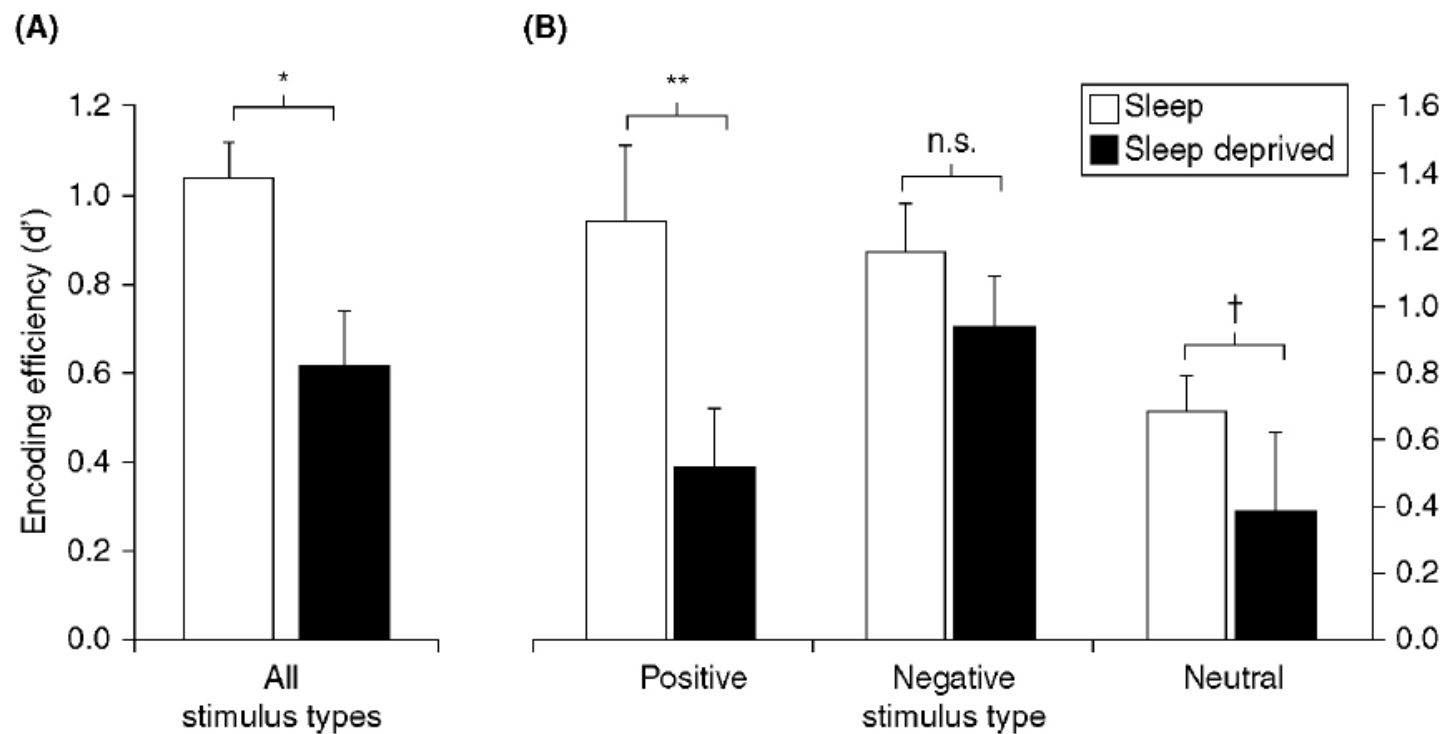 (A)
(B)
*
**
n.s.
†
Sleep
Sleep deprived
Encoding efficiency (d’)
1.2
1.0
0.8
0.6
0.4
0.2
0.0
1.6
1.4
1.2
1.0
0.8
0.6
0.4
0.2
0.0
All
stimulus types
Positive
Negative
Neutral
stimulus type